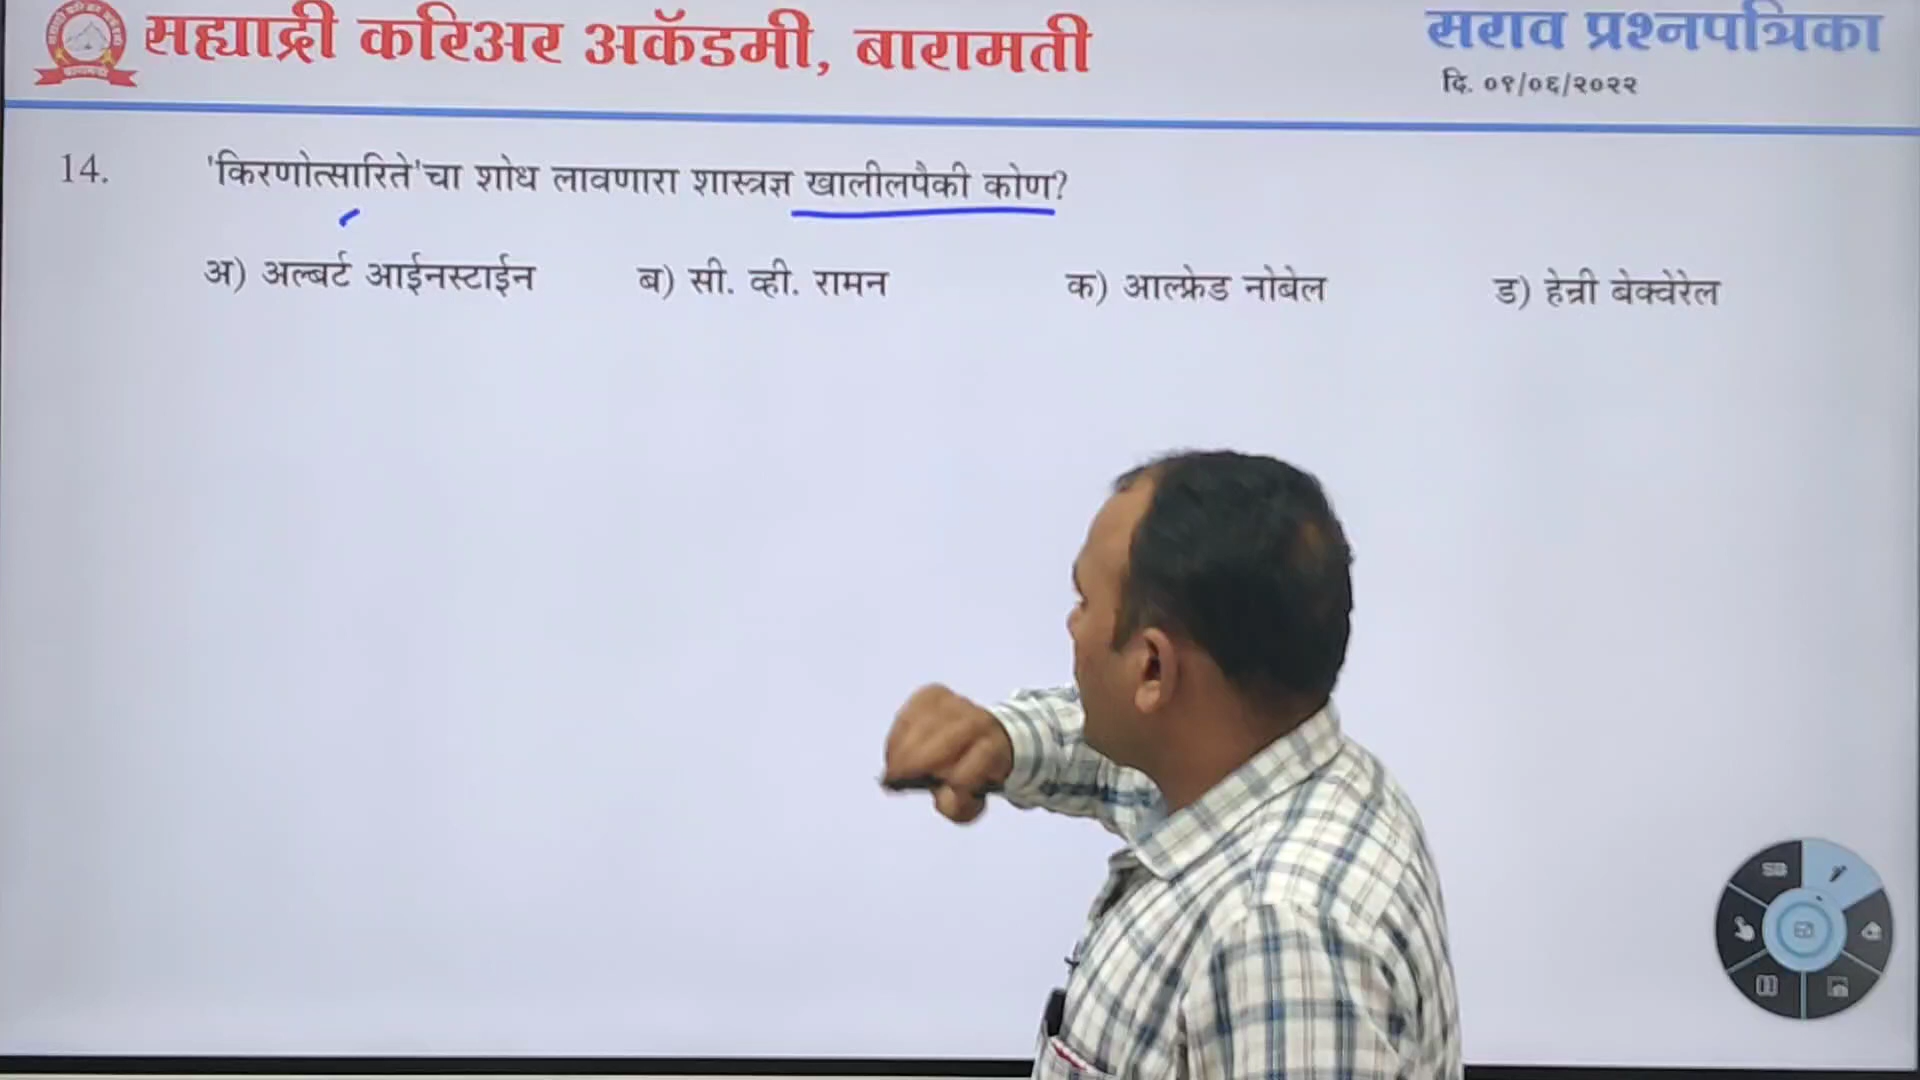 सह्याद्री करिअर अकॅडमी, बारामती
सराव प्रश्नपत्रिका
दि. ०९/०६/२०२२
14. 'किरणोत्सारिते'चा शोध लावणारा शास्त्रज्ञ खालीलपैकी कोण?
अ) अल्बर्ट आईनस्टाईन ब) सी. व्ही. रामन क) आल्फ्रेड नोबेल ड) हेन्री बेक्वेरेल